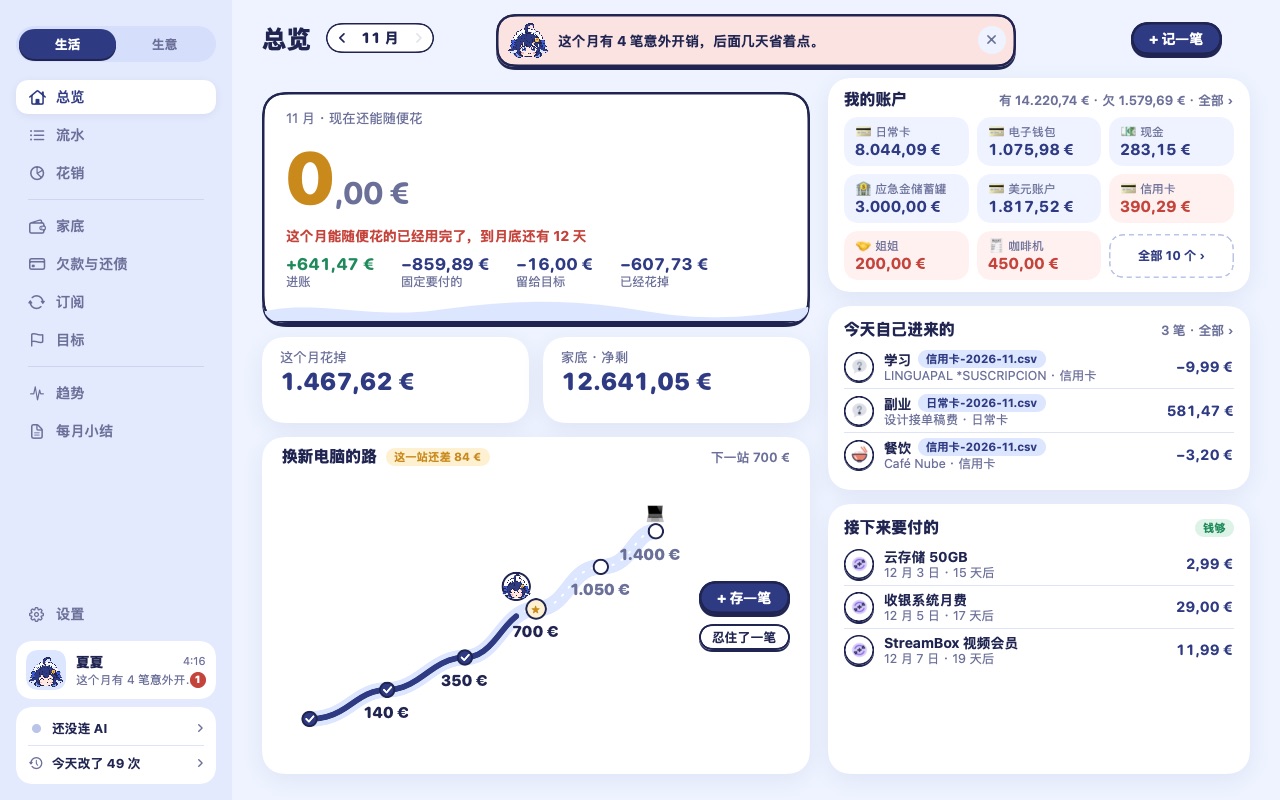 生活
生意
总览
流水
花销
家底
欠款与还债
订阅
目标
趋势
每月小结
设置
夏夏
4:16
这个月有 4 笔意外开.
1
还没连 AI
今天改了 49 次
总览
11 月
这个月有 4 笔意外开销，后面几天省着点。
+ 记一笔
11 月 · 现在还能随便花
0,00 €
这个月能随便花的已经用完了，到月底还有 12 天
+641,47 €
进账
−859,89 €
固定要付的
−16,00 €
留给目标
−607,73 €
已经花掉
这个月花掉
1.467,62 €
家底 · 净剩
12.641,05 €
换新电脑的路
这一站还差 84 €
下一站 700 €
1.400 €
1.050 €
700 €
350 €
140 €
+ 存一笔
忍住了一笔
我的账户
有 14.220,74 € · 欠 1.579,69 € · 全部 ›
日常卡
8.044,09 €
电子钱包
1.075,98 €
现金
283,15 €
应急金储蓄罐
3.000,00 €
美元账户
1.817,52 €
信用卡
390,29 €
姐姐
200,00 €
咖啡机
450,00 €
全部 10 个 ›
今天自己进来的
3 笔 · 全部 ›
学习 信用卡-2026-11.csv
LINGUAPAL *SUSCRIPCION · 信用卡
−9,99 €
副业 日常卡-2026-11.csv
设计接单稿费 · 日常卡
581,47 €
餐饮 信用卡-2026-11.csv
Café Nube · 信用卡
−3,20 €
接下来要付的
钱够
云存储 50GB
12 月 3 日 · 15 天后
2,99 €
收银系统月费
12 月 5 日 · 17 天后
29,00 €
StreamBox 视频会员
12 月 7 日 · 19 天后
11,99 €